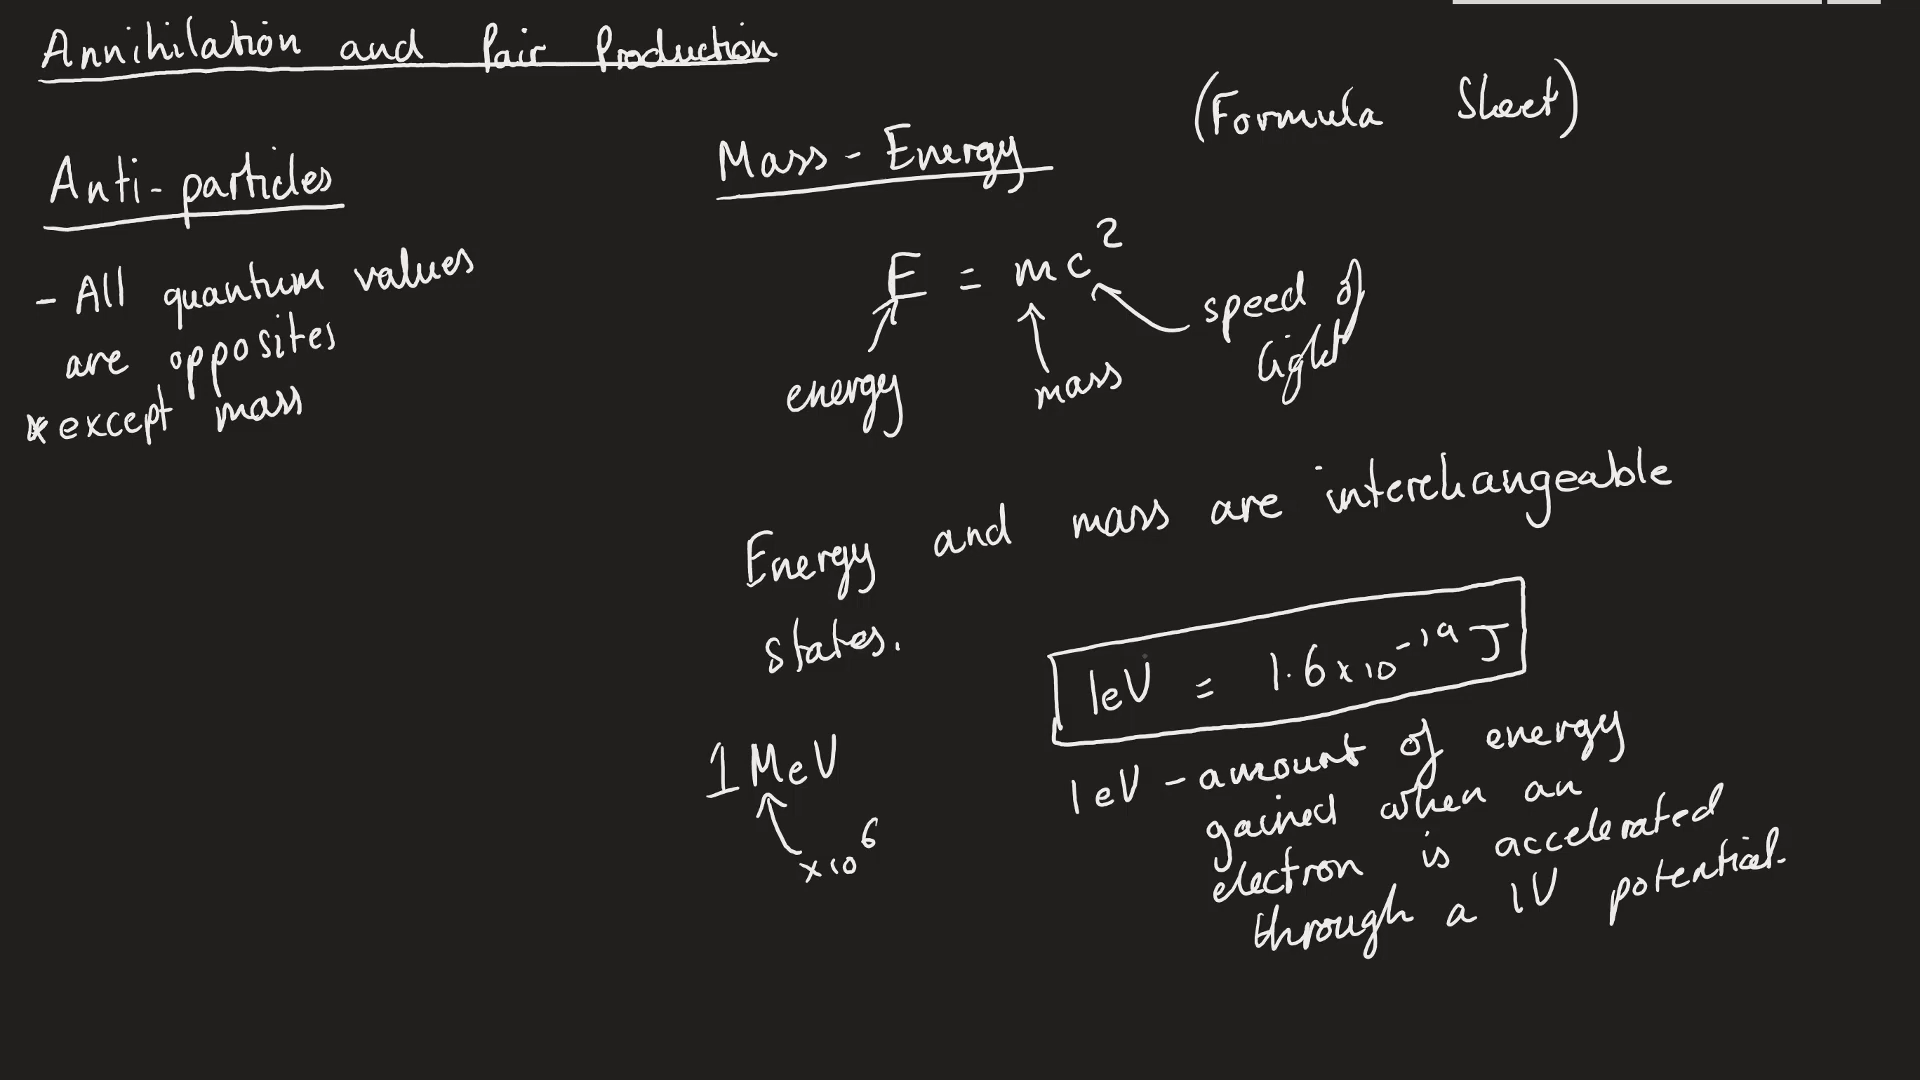 Annihilation and Pair Production
(Formula Sheet)
Anti-particles
- All quantum values
are opposites
* except mass
Mass - Energy
E = mc²
energy
mass
speed of
light
Energy and mass are interchangeable
states.
1eV = 1.6 x 10⁻¹⁹ J
1 MeV
x10⁶
1eV - amount of energy
gained when an
electron is accelerated
through a 1V potential.